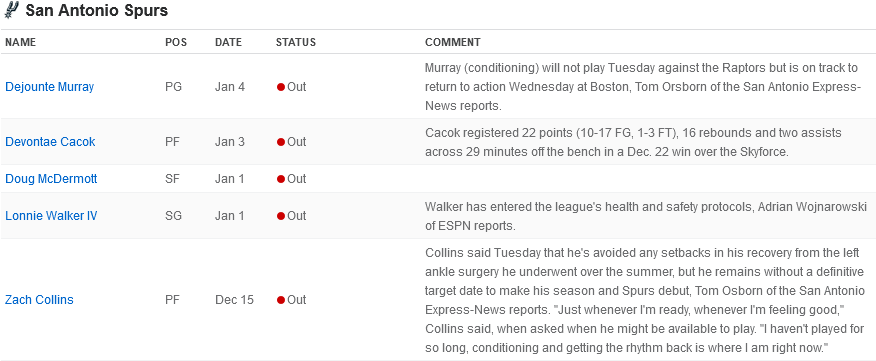 San Antonio Spurs
NAME POS DATE STATUS COMMENT
Murray (conditioning) will not play Tuesday against the Raptors but is on track to
Dejounte Murray PG Jan 4 Out return to action Wednesday at Boston, Tom Orsborn of the San Antonio Express-
News reports.
Devontae Cacok PF Jan 3 Out Cacok registered 22 points (10-17 FG, 1-3 FT), 16 rebounds and two assists
across 29 minutes off the bench in a Dec. 22 win over the Skyforce.
Doug McDermott SF Jan 1 Out
Lonnie Walker IV SG Jan 1 Out Walker has entered the league's health and safety protocols, Adrian Wojnarowski
of ESPN reports.
Collins said Tuesday that he's avoided any setbacks in his recovery from the left
ankle surgery he underwent over the summer, but he remains without a definitive
target date to make his season and Spurs debut, Tom Osborn of the San Antonio
Zach Collins PF Dec 15 Out Express-News reports. "Just whenever I'm ready, whenever I'm feeling good,"
Collins said, when asked when he might be available to play. "I haven't played for
so long, conditioning and getting the rhythm back is where I am right now."